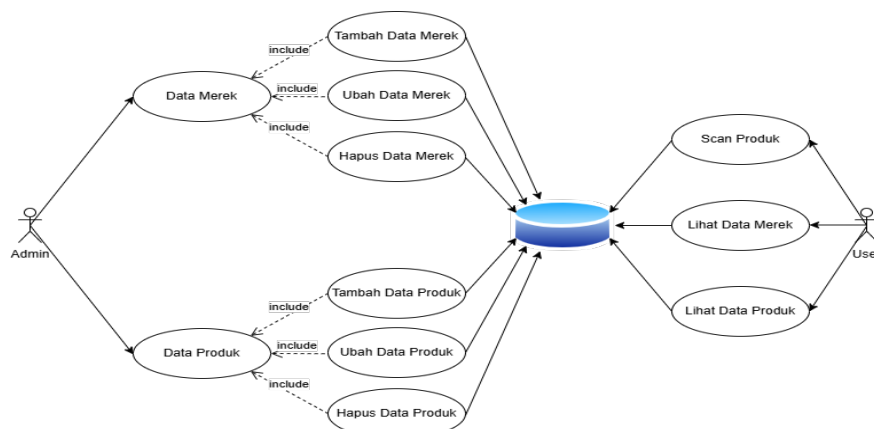 Tambah Data Merek
include
Data Merek
include
Ubah Data Merek
include
Hapus Data Merek
Scan Produk
Admin
Lihat Data Merek
Use
Tambah Data Produk
include
Data Produk
include
Ubah Data Produk
include
Hapus Data Produk
Lihat Data Produk